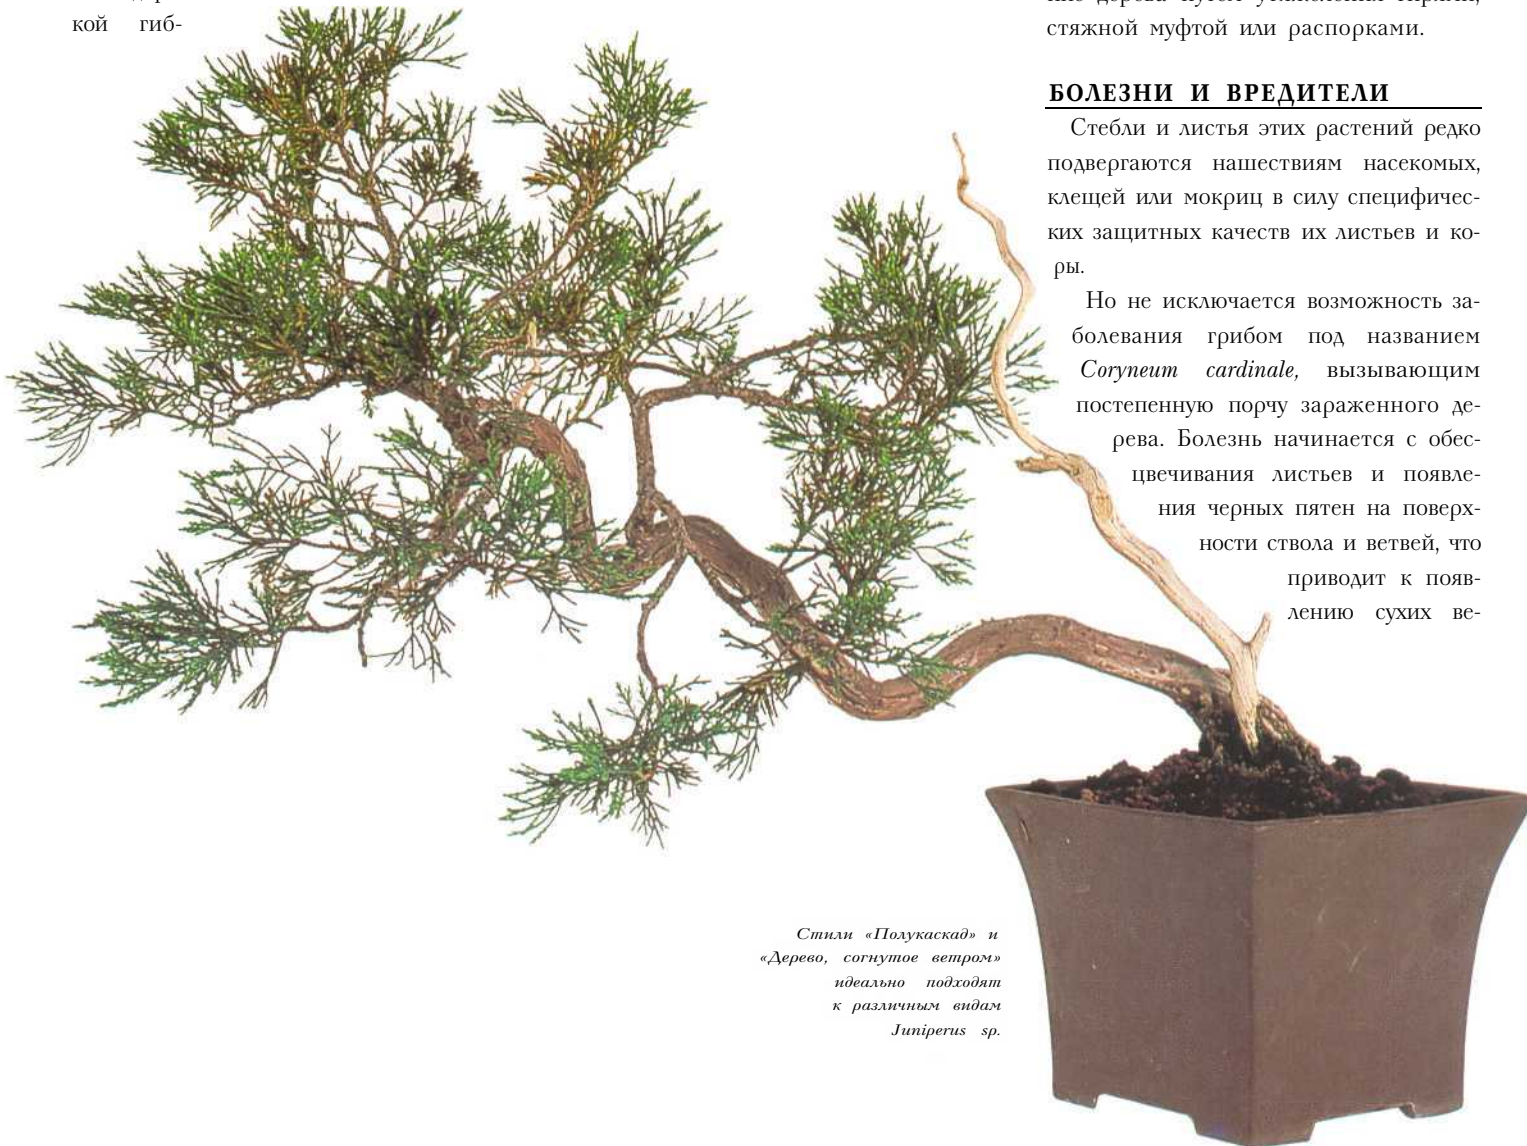 кой гиб-
стяжной муфтой или распорками.
БОЛЕЗНИ И ВРЕДИТЕЛИ
Стебли и листья этих растений редко
подвергаются нашествиям насекомых,
клещей или мокриц в силу специфичес-
ких защитных качеств их листьев и ко-
ры.
Но не исключается возможность за-
болевания грибом под названием
Coryneum cardinale, вызывающим
постепенную порчу зараженного де-
рева. Болезнь начинается с обес-
цвечивания листьев и появле-
ния черных пятен на поверх-
ности ствола и ветвей, что
приводит к появ-
лению сухих ве-
Стили «Полукаскад» и
«Дерево, согнутое ветром»
идеально подходят
к различным видам
Juniperus sp.